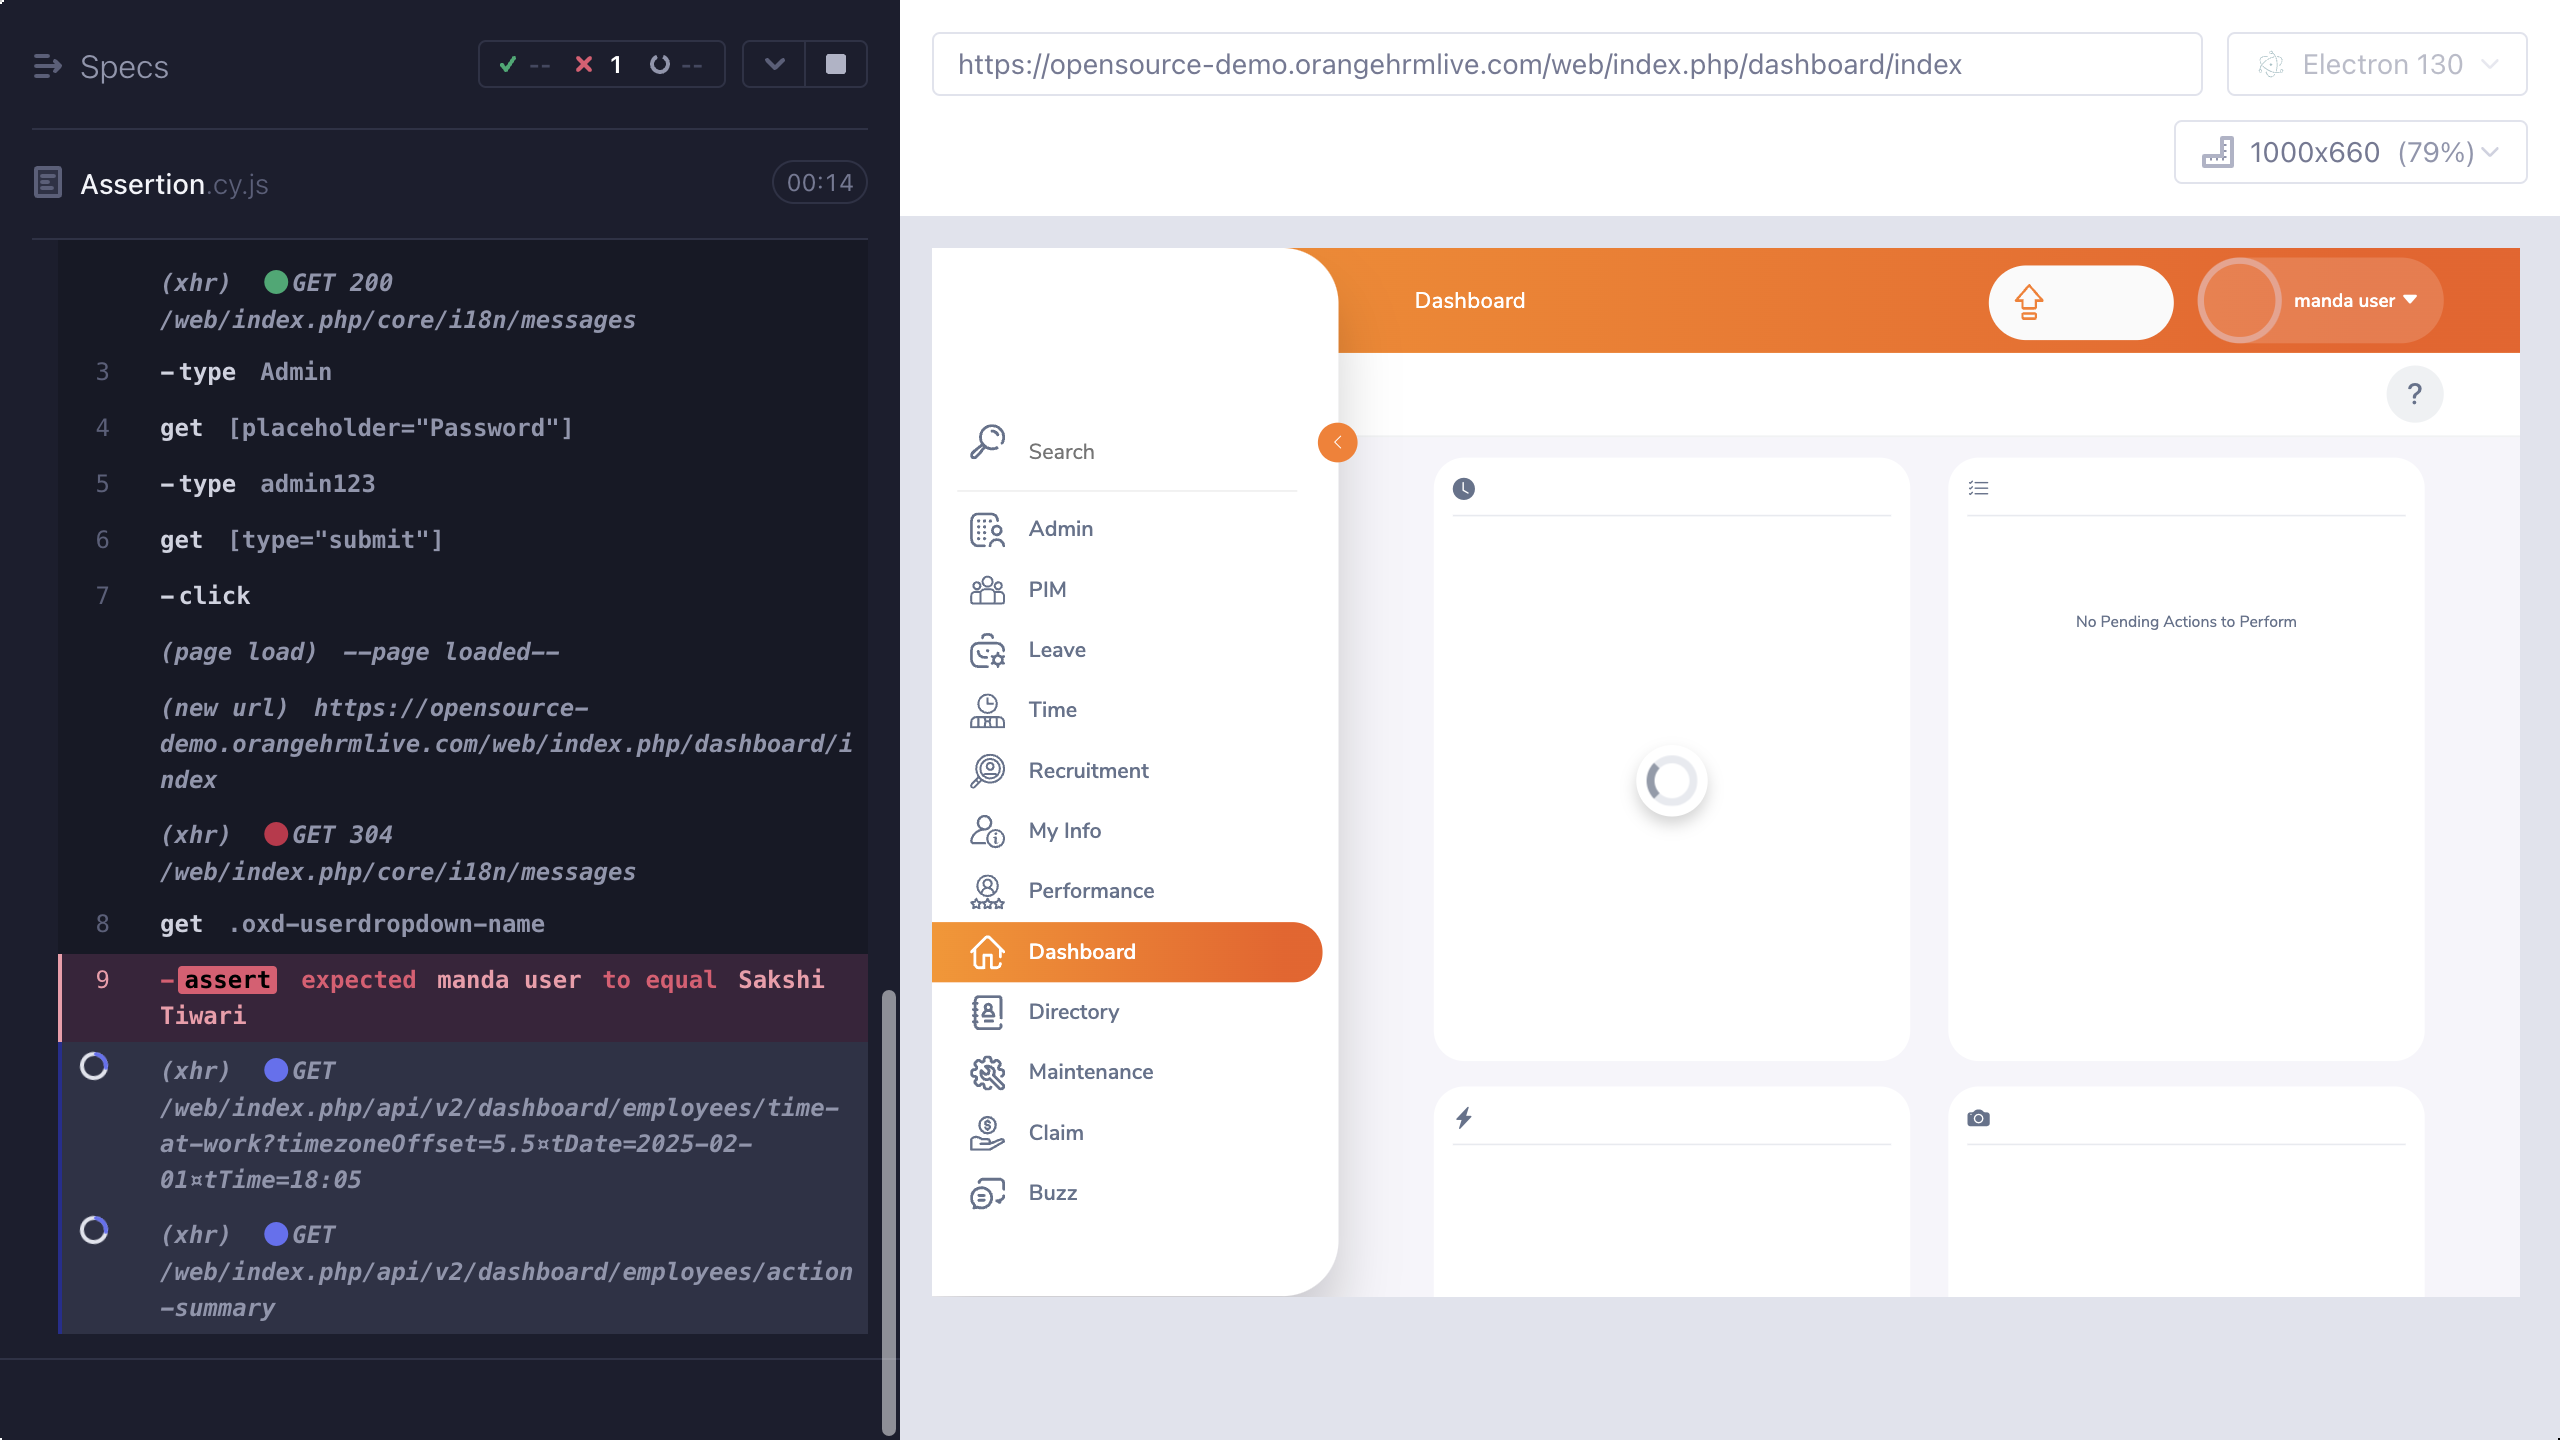 Specs
--
1
--
Assertion.cy.js
00:14
(xhr) GET 200
/web/index.php/core/i18n/messages
3 -type Admin
4 get [placeholder="Password"]
5 -type admin123
6 get [type="submit"]
7 -click
(page load) --page loaded--
(new url) https://opensource-
demo.orangehrmlive.com/web/index.php/dashboard/i
ndex
(xhr) GET 304
/web/index.php/core/i18n/messages
8 get .oxd-userdropdown-name
9 -assert expected manda user to equal Sakshi
Tiwari
(xhr) GET
/web/index.php/api/v2/dashboard/employees/time-
at-work?timezoneOffset=5.5¤tDate=2025-02-
01¤tTime=18:05
(xhr) GET
/web/index.php/api/v2/dashboard/employees/action
-summary
https://opensource-demo.orangehrmlive.com/web/index.php/dashboard/index
Electron 130
1000x660 (79%)
Dashboard
manda user
?
Search
Admin
PIM
Leave
Time
Recruitment
My Info
Performance
Dashboard
Directory
Maintenance
Claim
Buzz
No Pending Actions to Perform